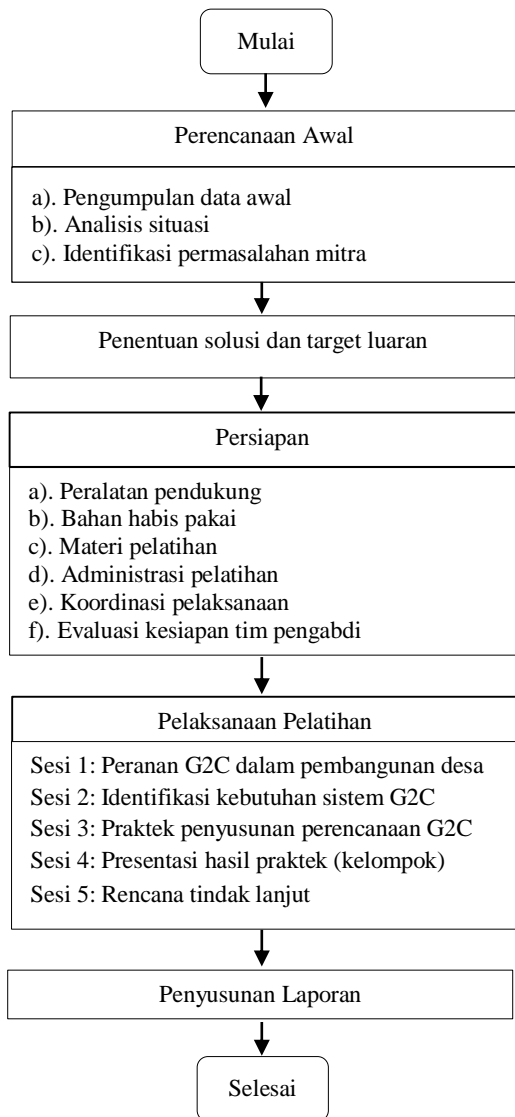 Mulai
Perencanaan Awal
a). Pengumpulan data awal
b). Analisis situasi
c). Identifikasi permasalahan mitra
Penentuan solusi dan target luaran
Persiapan
a). Peralatan pendukung
b). Bahan habis pakai
c). Materi pelatihan
d). Administrasi pelatihan
e). Koordinasi pelaksanaan
f). Evaluasi kesiapan tim pengabdi
Pelaksanaan Pelatihan
Sesi 1: Peranan G2C dalam pembangunan desa
Sesi 2: Identifikasi kebutuhan sistem G2C
Sesi 3: Praktek penyusunan perencanaan G2C
Sesi 4: Presentasi hasil praktek (kelompok)
Sesi 5: Rencana tindak lanjut
Penyusunan Laporan
Selesai